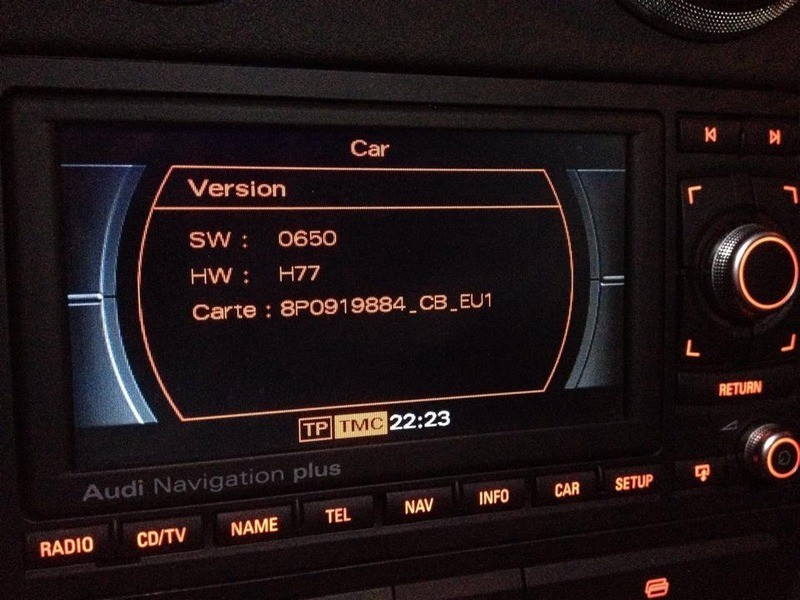 Car
Version
SW : 0650
HW : H77
Carte : 8P0919884_CB_EU1
TP TMC 22:23
Audi Navigation plus
RETURN
RADIO CD/TV NAME TEL NAV INFO CAR SETUP